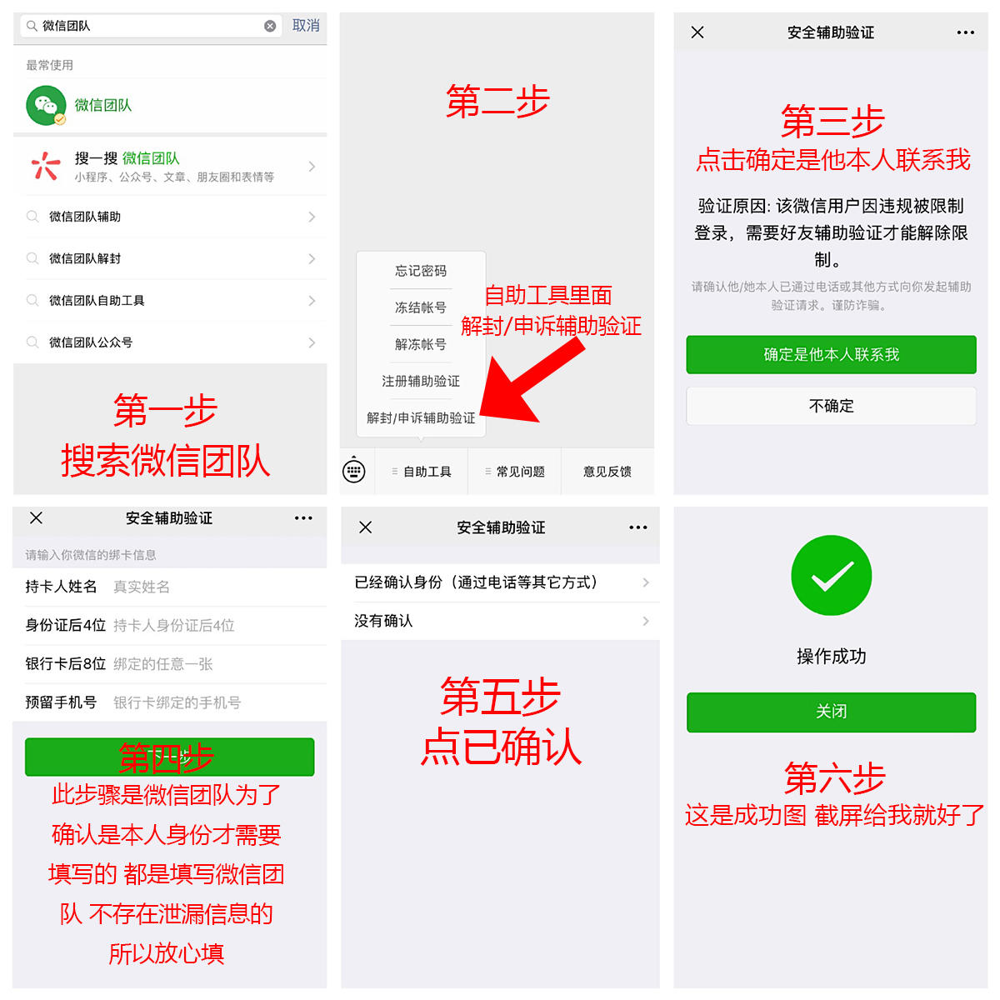 微信团队
取消
最常使用
微信团队
搜一搜 微信团队
小程序、公众号、文章、朋友圈和表情等
微信团队辅助
微信团队解封
微信团队自助工具
微信团队公众号
第一步
搜索微信团队
第二步
忘记密码
冻结帐号
解冻帐号
注册辅助验证
解封/申诉辅助验证
自助工具里面
解封/申诉辅助验证
自助工具
常见问题
意见反馈
安全辅助验证
第三步
点击确定是他本人联系我
验证原因: 该微信用户因违规被限制
登录，需要好友辅助验证才能解除限
制。
请确认他/她本人已通过电话或其他方式向你发起辅助
验证请求。谨防诈骗。
确定是他本人联系我
不确定
安全辅助验证
请输入你微信的绑卡信息
持卡人姓名 真实姓名
身份证后4位 持卡人身份证后4位
银行卡后8位 绑定的任意一张
预留手机号 银行卡绑定的手机号
下一步
第四步
此步骤是微信团队为了
确认是本人身份才需要
填写的 都是填写微信团
队 不存在泄漏信息的
所以放心填
安全辅助验证
已经确认身份（通过电话等其它方式）
没有确认
第五步
点已确认
操作成功
关闭
第六步
这是成功图 截屏给我就好了